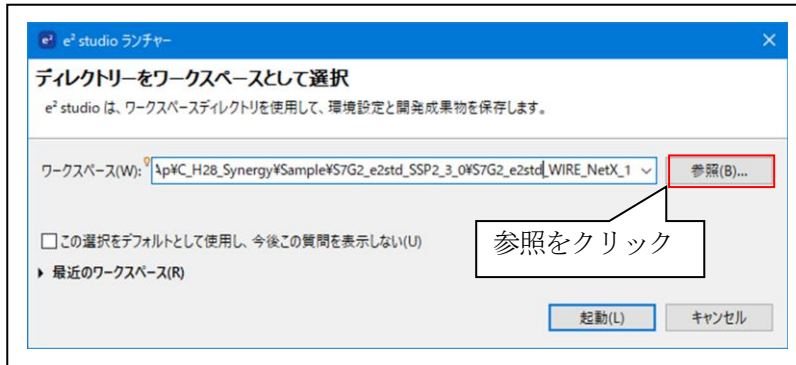 e² studio ランチャー
ディレクトリーをワークスペースとして選択
e² studio は、ワークスペースディレクトリを使用して、環境設定と開発成果物を保存します。
ワークスペース(W): Ap¥C_H28_Synergy¥Sample¥S7G2_e2std_SSP2_3_0¥S7G2_e2std_WIRE_NetX_1 参照(B)...
この選択をデフォルトとして使用し、今後この質問を表示しない(U)
参照をクリック
最近のワークスペース(R)
起動(L) キャンセル